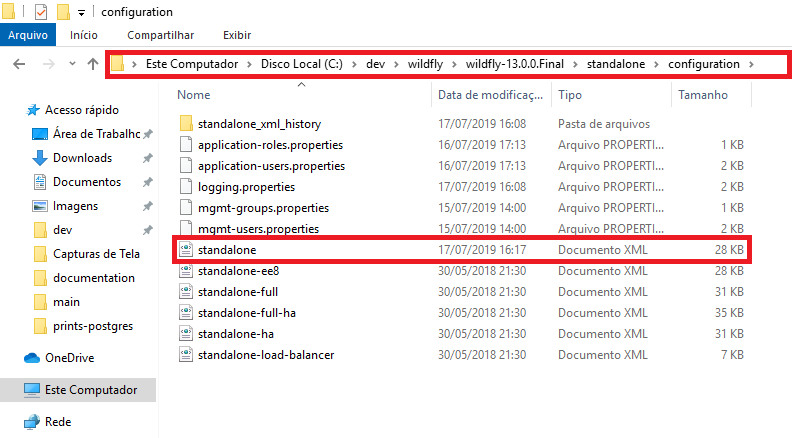 configuration
Arquivo Início Compartilhar Exibir
Este Computador > Disco Local (C:) > dev > wildfly > wildfly-13.0.0.Final > standalone > configuration >
Nome Data de modificaç... Tipo Tamanho
Acesso rápido
Área de Trabalho
Downloads
Documentos
Imagens
dev
Capturas de Tela
documentation
main
prints-postgres
OneDrive
Este Computador
Rede
standalone_xml_history 17/07/2019 16:08 Pasta de arquivos
application-roles.properties 16/07/2019 17:13 Arquivo PROPERTI... 1 KB
application-users.properties 16/07/2019 17:13 Arquivo PROPERTI... 2 KB
logging.properties 17/07/2019 16:08 Arquivo PROPERTI... 2 KB
mgmt-groups.properties 15/07/2019 14:00 Arquivo PROPERTI... 1 KB
mgmt-users.properties 15/07/2019 14:00 Arquivo PROPERTI... 2 KB
standalone 17/07/2019 16:17 Documento XML 28 KB
standalone-ee8 30/05/2018 21:30 Documento XML 28 KB
standalone-full 30/05/2018 21:30 Documento XML 31 KB
standalone-full-ha 30/05/2018 21:30 Documento XML 35 KB
standalone-ha 30/05/2018 21:30 Documento XML 31 KB
standalone-load-balancer 30/05/2018 21:30 Documento XML 7 KB